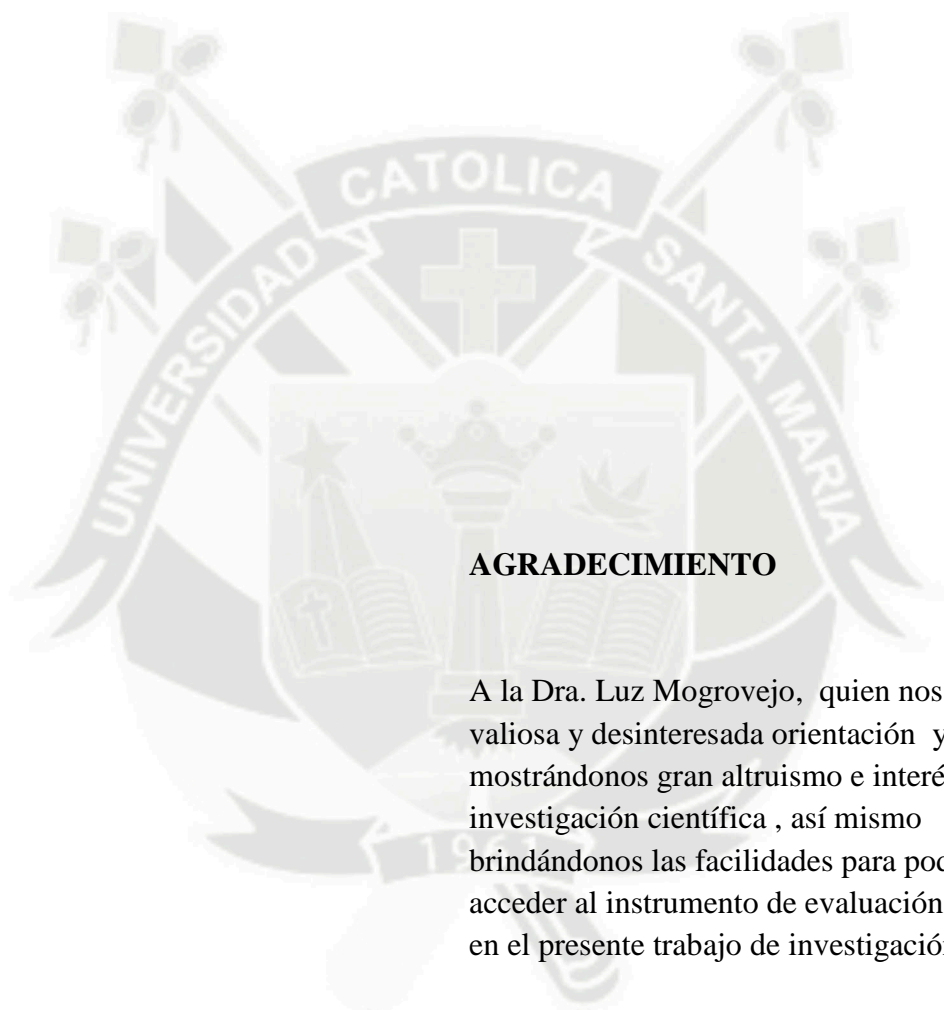 UNIVERSIDAD CATOLICA SANTA MARIA
AGRADECIMIENTO
A la Dra. Luz Mogrovejo, quien nos
valiosa y desinteresada orientación y
mostrándonos gran altruismo e
investigación científica , así mismo
brindándonos las facilidades para
acceder al instrumento de evaluación
en el presente trabajo de
1961